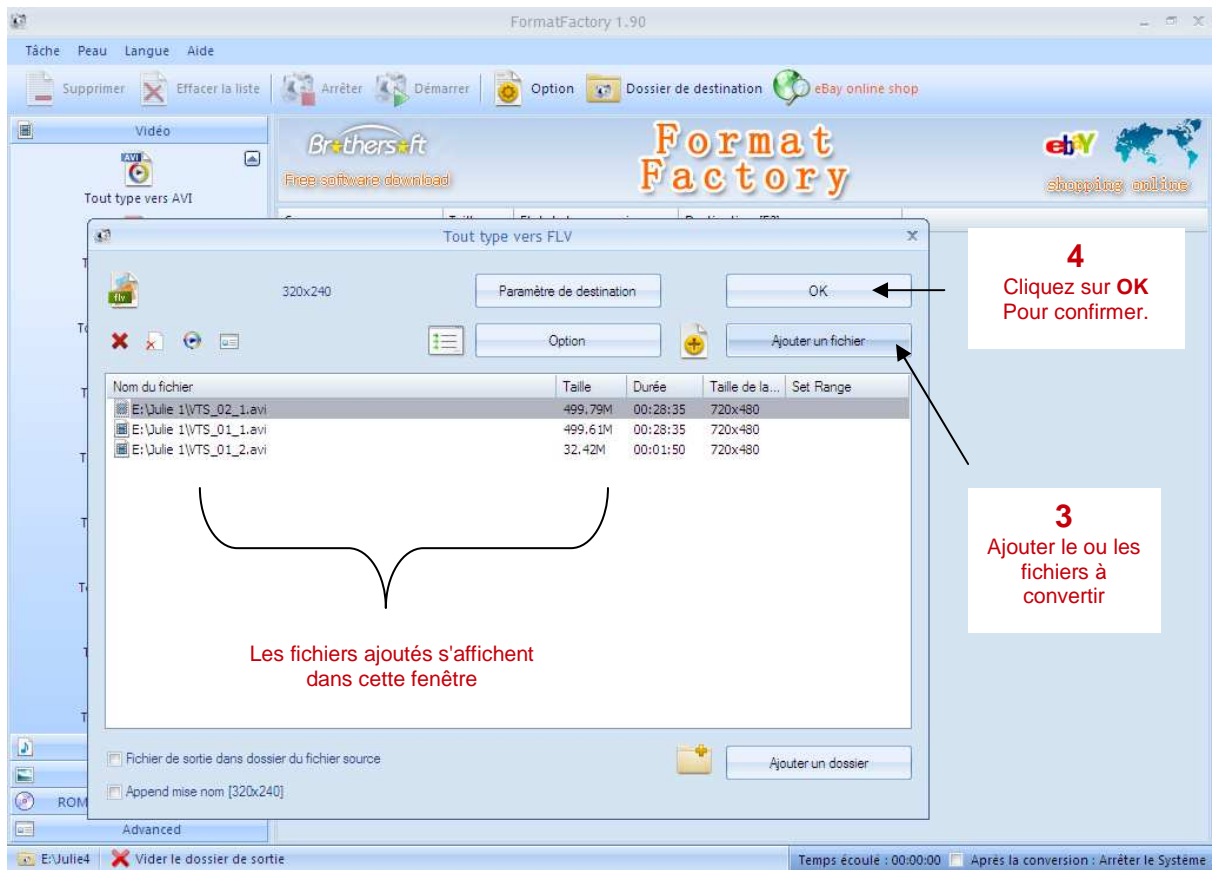 FormatFactory 1.90
Tâche Peau Langue Aide
Supprimer Effacer la liste Arrêter Démarrer Option Dossier de destination eBay online shop
Vidéo
AVI
Tout type vers AVI
Brthers ft
Free software download
Format
Factory
ebY
shopping online
Tout type vers FLV
flv
320x240
Paramètre de destination
OK
Option
Ajouter un fichier
Nom du fichier Taille Durée Taille de la... Set Range
E:\Julie 1\VTS_02_1.avi 499.79M 00:28:35 720x480
E:\Julie 1\VTS_01_1.avi 499.61M 00:28:35 720x480
E:\Julie 1\VTS_01_2.avi 32.42M 00:01:50 720x480
Les fichiers ajoutés s'affichent
dans cette fenêtre
4
Cliquez sur OK
Pour confirmer.
3
Ajouter le ou les
fichiers à
convertir
Fichier de sortie dans dossier du fichier source
Ajouter un dossier
Append mise nom [320x240]
ROM
Advanced
E:\Julie4 Vider le dossier de sortie
Temps écoulé : 00:00:00 Après la conversion : Arrêter le Système